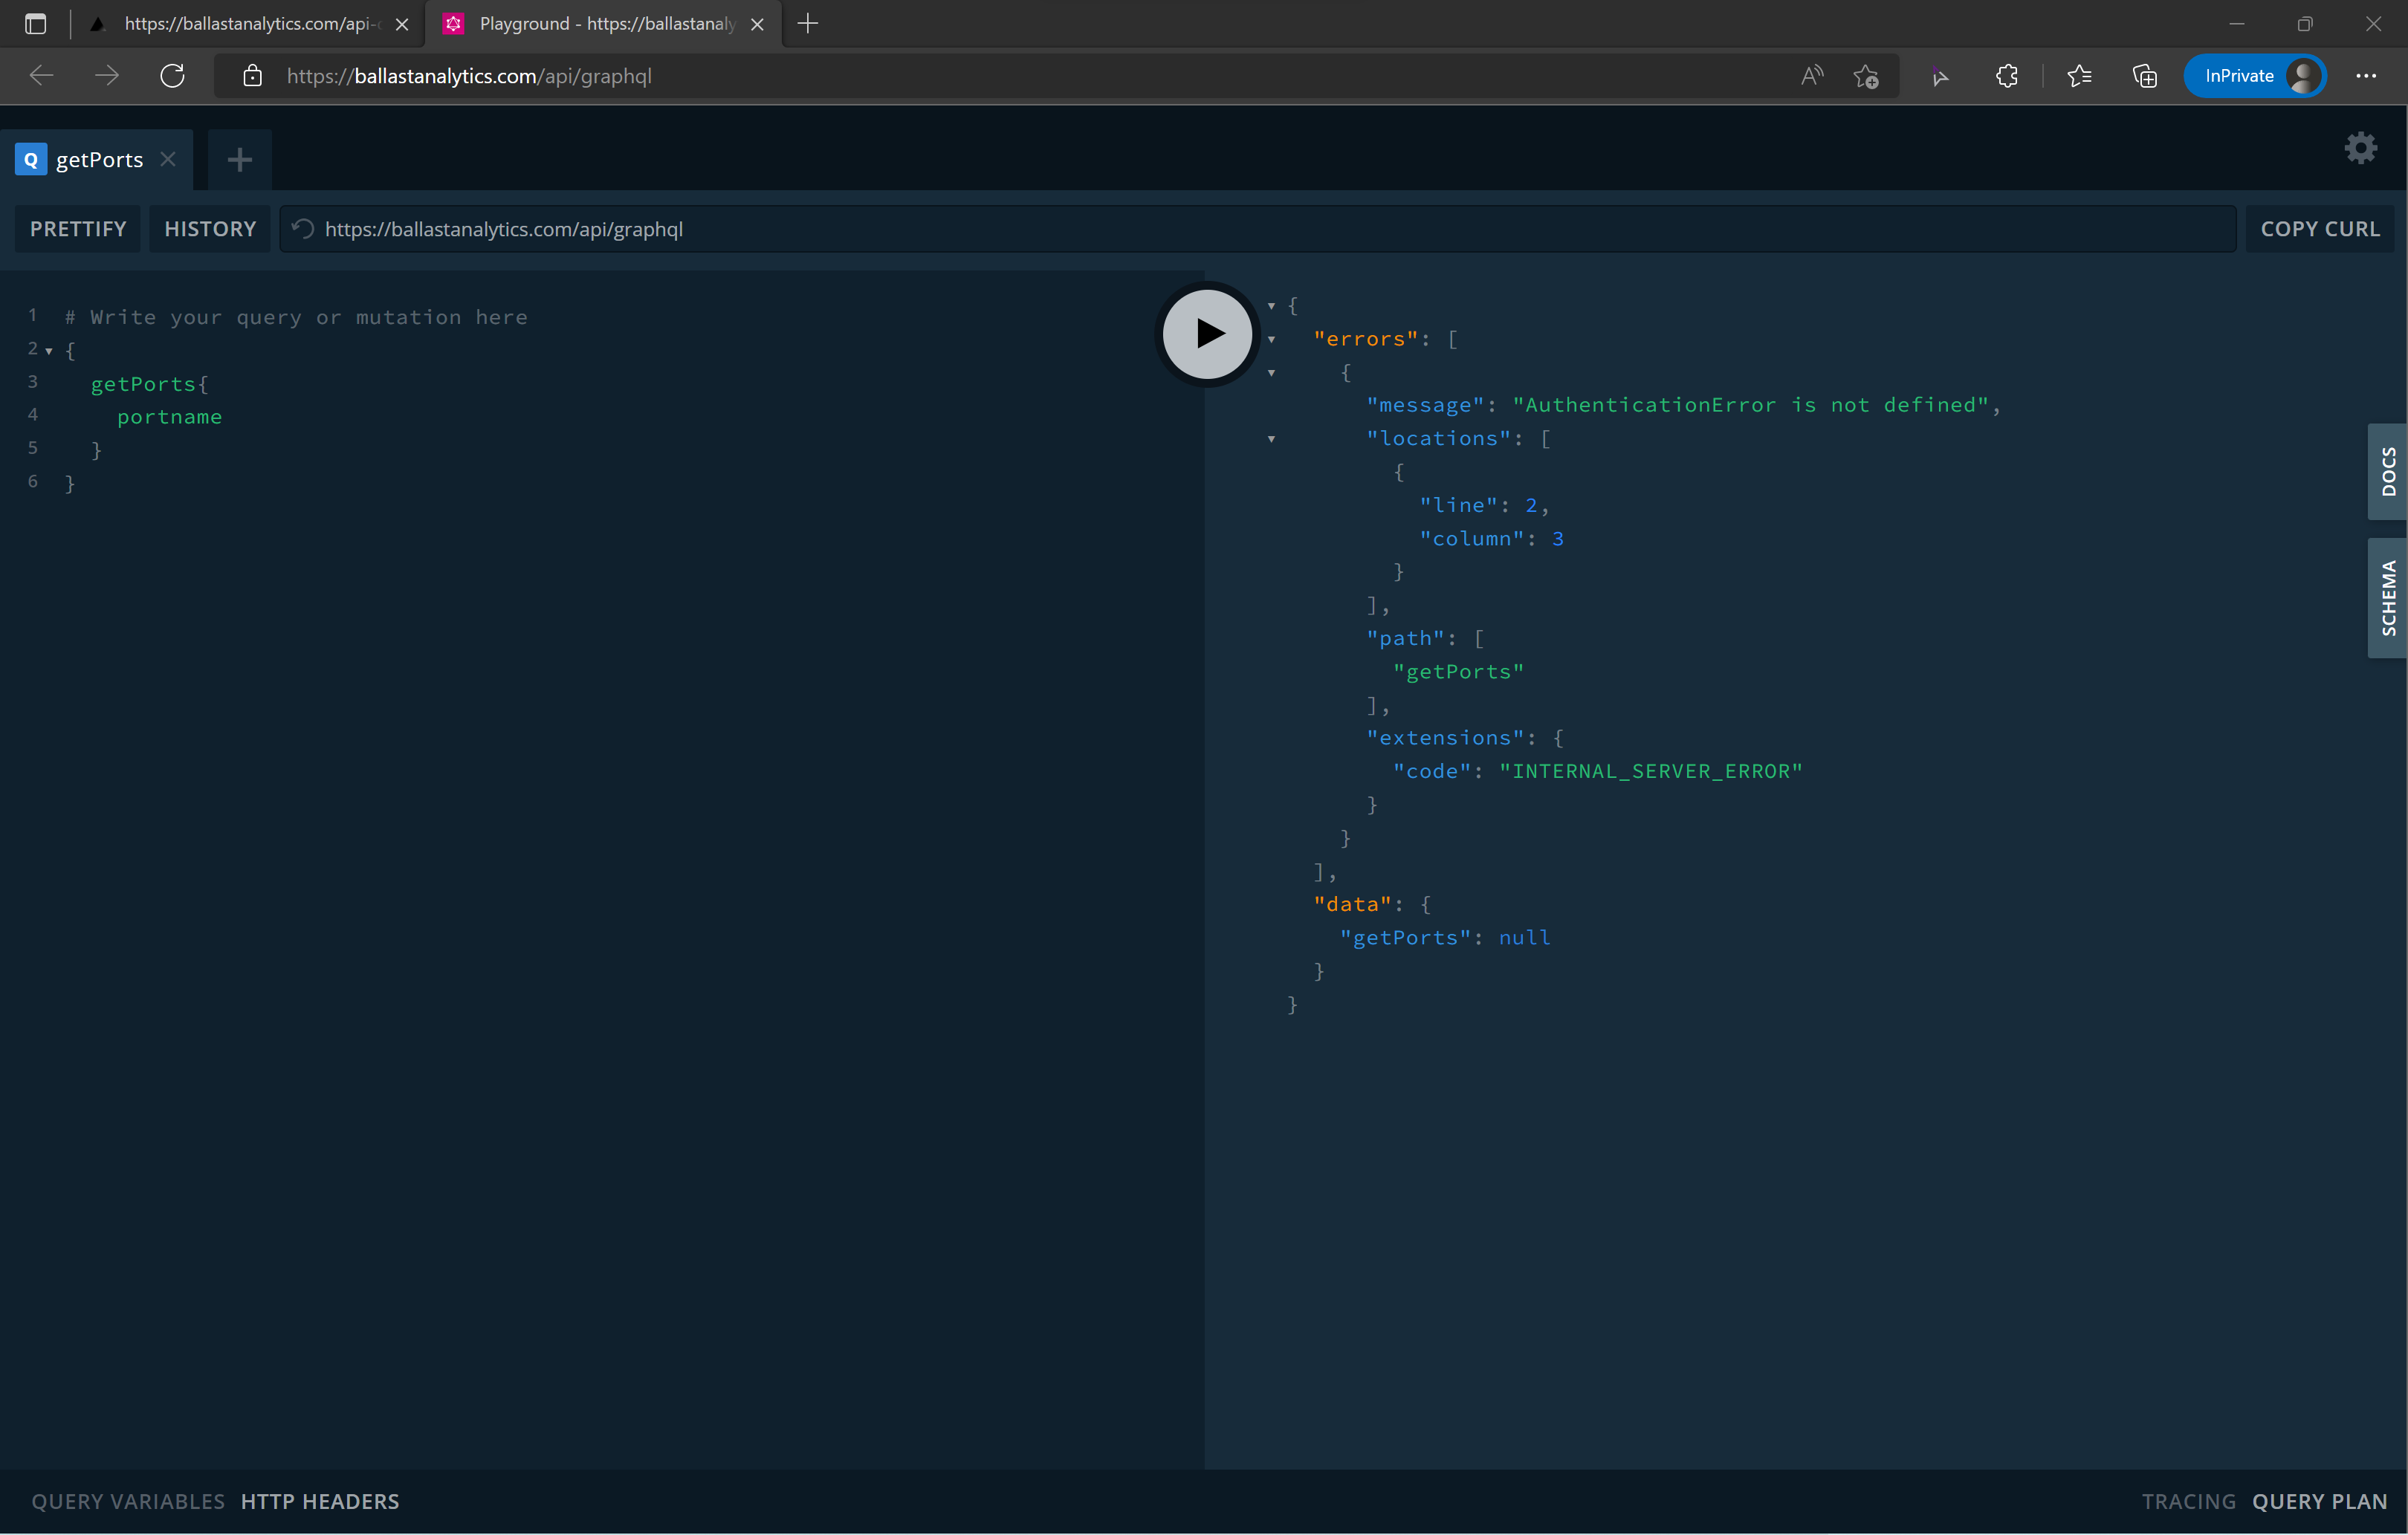 https://ballastanalytics.com/api-
Playground - https://ballastanaly
https://ballastanalytics.com/api/graphql
InPrivate
Q getPorts
PRETTIFY HISTORY https://ballastanalytics.com/api/graphql COPY CURL
1 # Write your query or mutation here
2 {
3 getPorts{
4 portname
5 }
6 }
{
"errors": [
{
"message": "AuthenticationError is not defined",
"locations": [
{
"line": 2,
"column": 3
}
],
"path": [
"getPorts"
],
"extensions": {
"code": "INTERNAL_SERVER_ERROR"
}
}
],
"data": {
"getPorts": null
}
}
DOCS
SCHEMA
QUERY VARIABLES HTTP HEADERS
TRACING QUERY PLAN